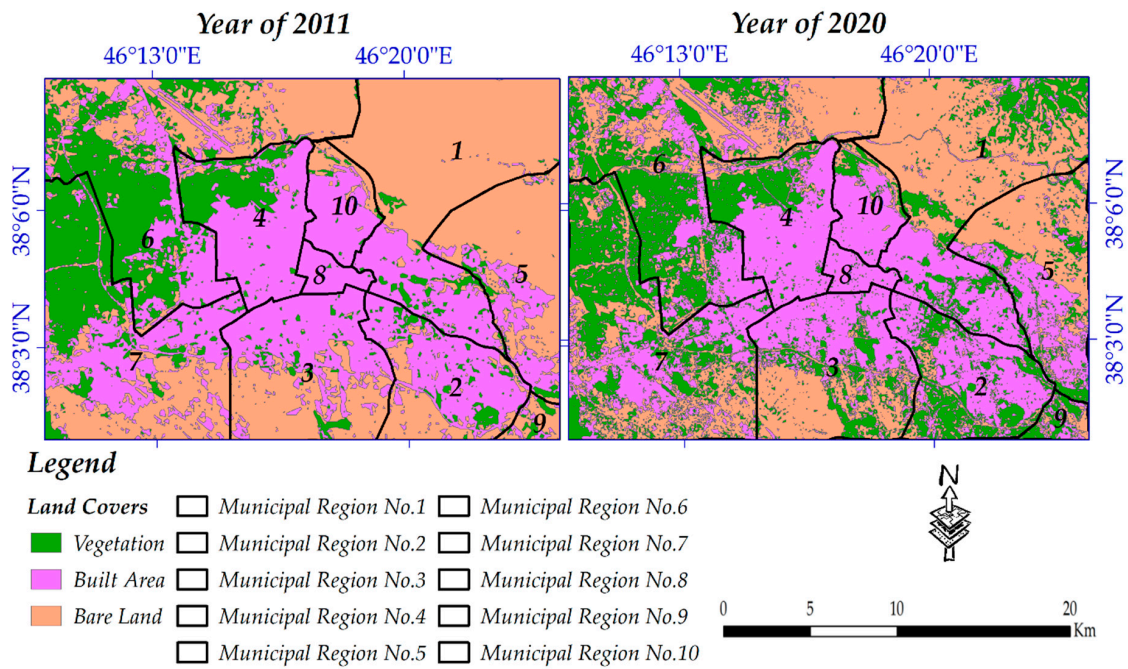 Year of 2011 Year of 2020
46°13'0"E 46°20'0"E 46°13'0"E 46°20'0"E
38°6'0"N 38°3'0"N
1
4 10
6
8 5
7 3 2
9
1
6
4 10
8 5
7 3 2
9
38°6'0"N 38°3'0"N
Legend
Land Covers
Vegetation
Built Area
Bare Land
Municipal Region No.1
Municipal Region No.2
Municipal Region No.3
Municipal Region No.4
Municipal Region No.5
Municipal Region No.6
Municipal Region No.7
Municipal Region No.8
Municipal Region No.9
Municipal Region No.10
N
0 5 10 20
Km